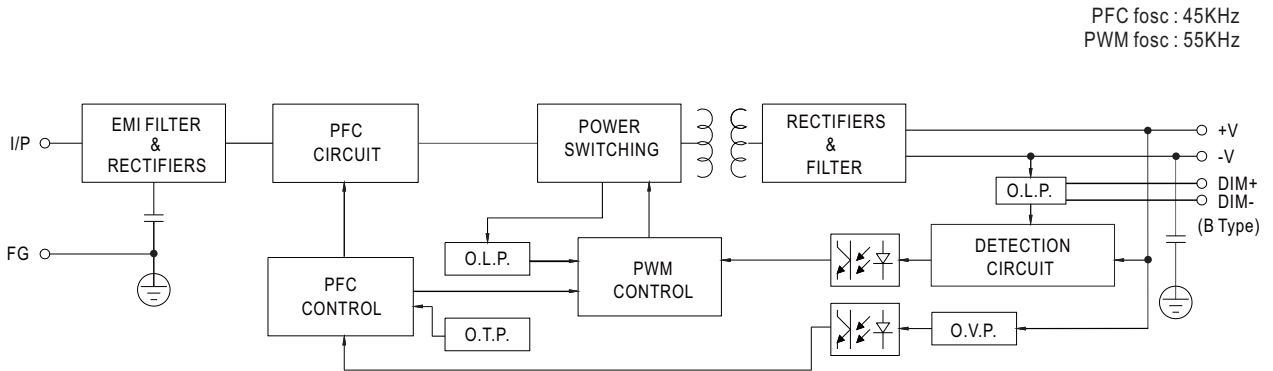 PFC fosc : 45KHz
PWM fosc : 55KHz
I/P
EMI FILTER
&
RECTIFIERS
PFC
CIRCUIT
POWER
SWITCHING
RECTIFIERS
&
FILTER
+V
-V
DIM+
DIM-
(B Type)
O.L.P.
FG
O.L.P.
PFC
CONTROL
PWM
CONTROL
DETECTION
CIRCUIT
O.T.P.
O.V.P.